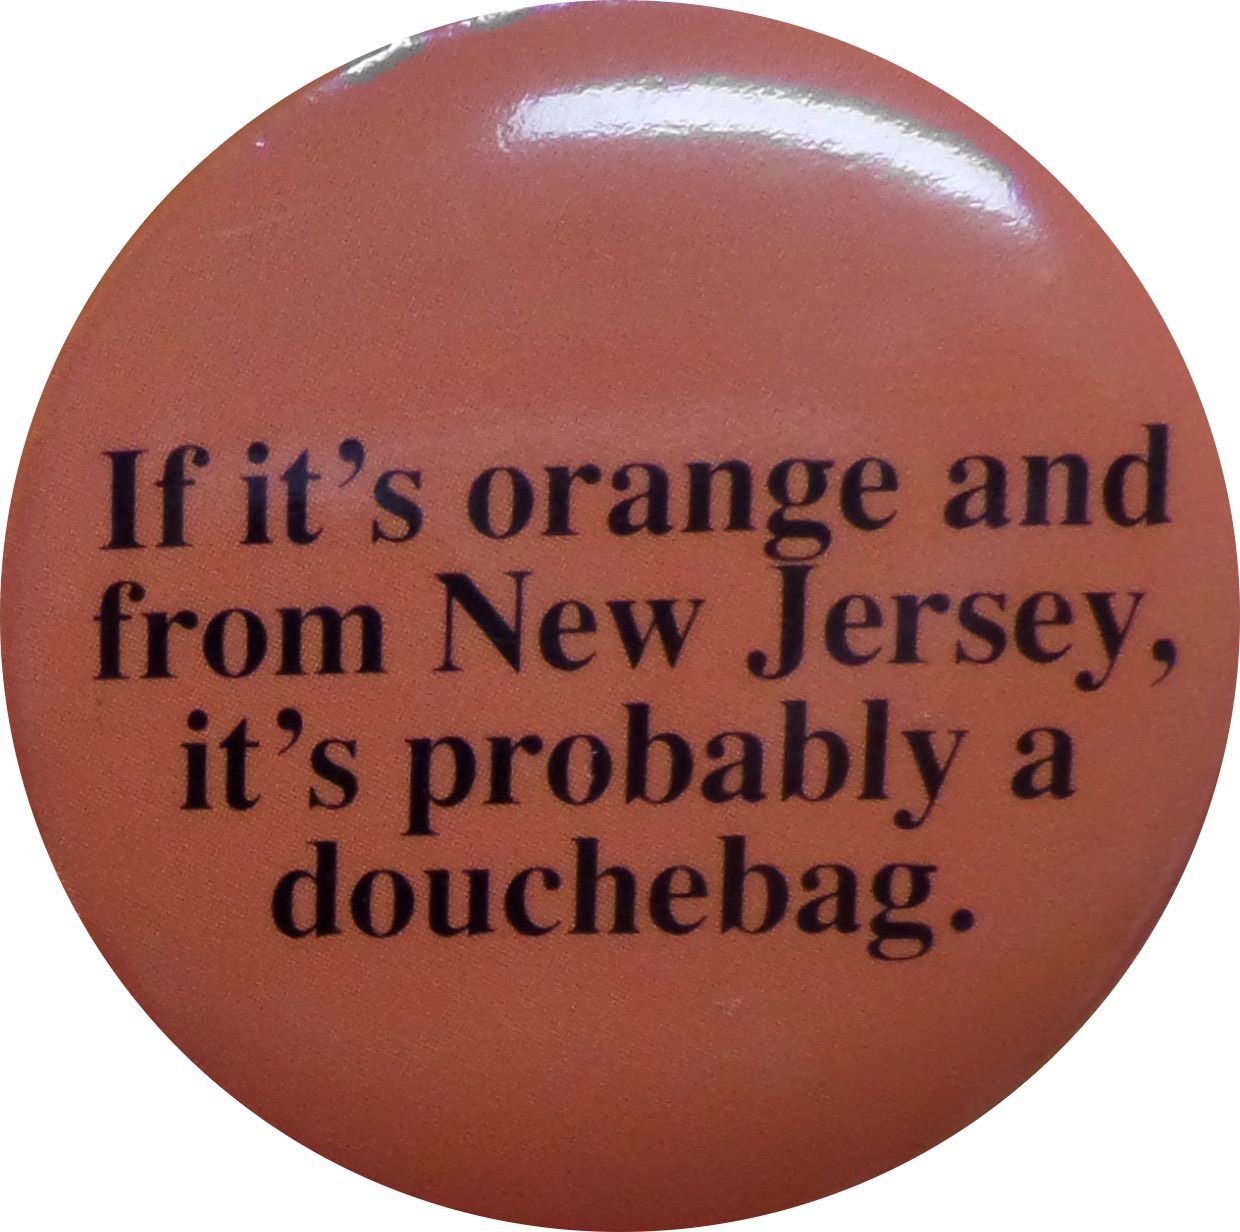 If it’s orange and
from New Jersey,
it’s probably a
douchebag.